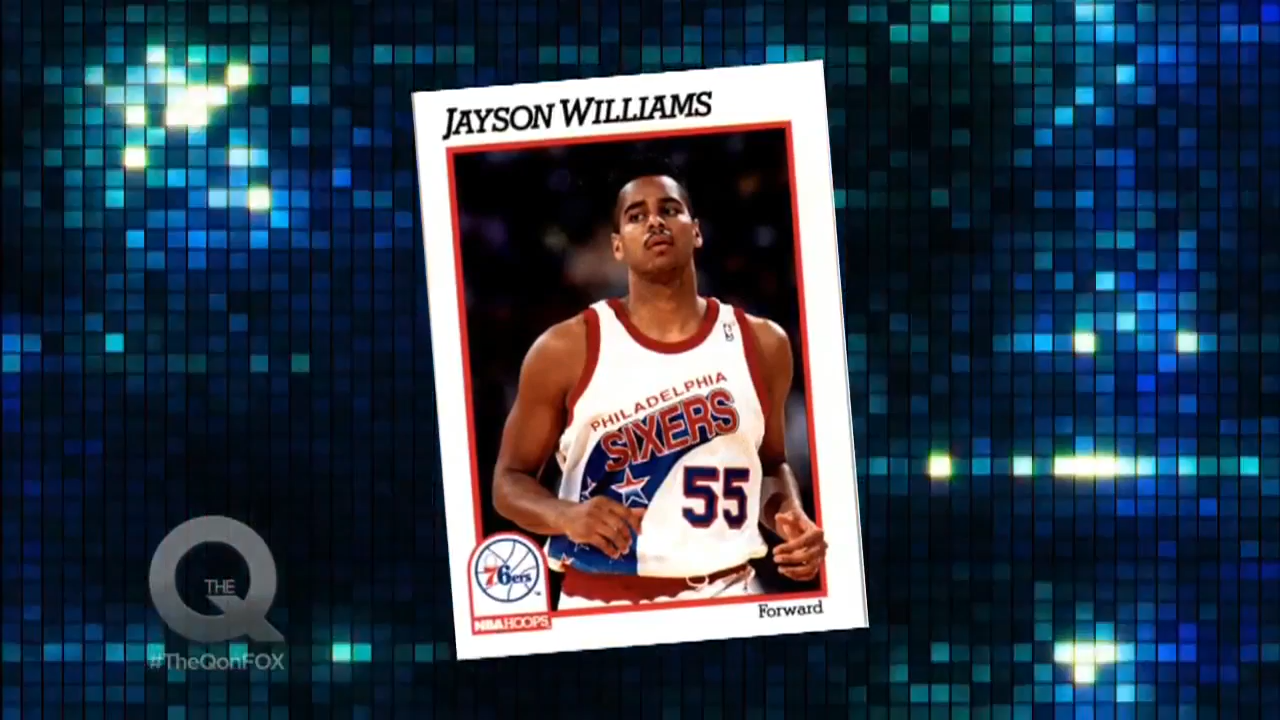 JAYSON WILLIAMS
PHILADELPHIA
SIXERS
55
76ers
NBA HOOPS
Forward
THE
Q
#TheQonFOX